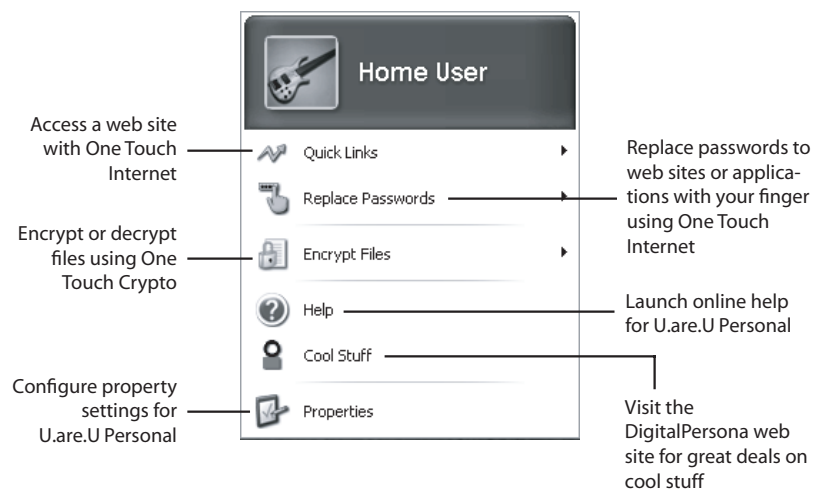 Home User
Access a web site
with One Touch
Internet
Quick Links
Replace Passwords
Replace passwords to
web sites or applica-
tions with your finger
using One Touch
Internet
Encrypt or decrypt
files using One
Touch Crypto
Encrypt Files
Help
Launch online help
for U.are.U Personal
Cool Stuff
Visit the
DigitalPersona web
site for great deals on
cool stuff
Configure property
settings for
U.are.U Personal
Properties